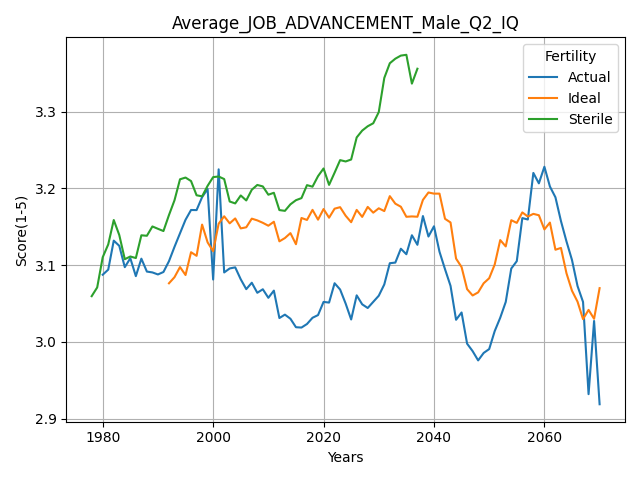 Average_JOB_ADVANCEMENT_Male_Q2_IQ
Fertility
Actual
Ideal
Sterile
Score(1-5)
3.3
3.2
3.1
3.0
2.9
1980
2000
2020
2040
2060
Years